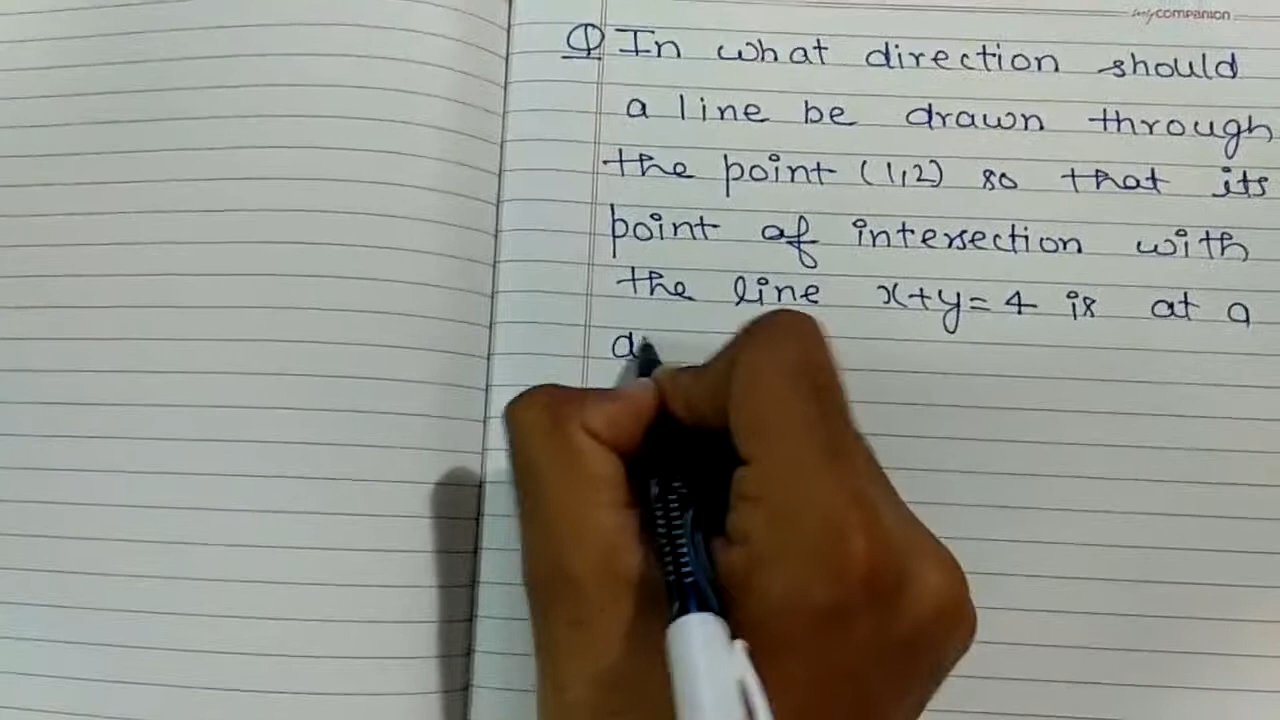 mycompanion
Q In what direction should
a line be drawn through
the point (1,2) so that its
point of intersection with
the line x+y=4 is at a